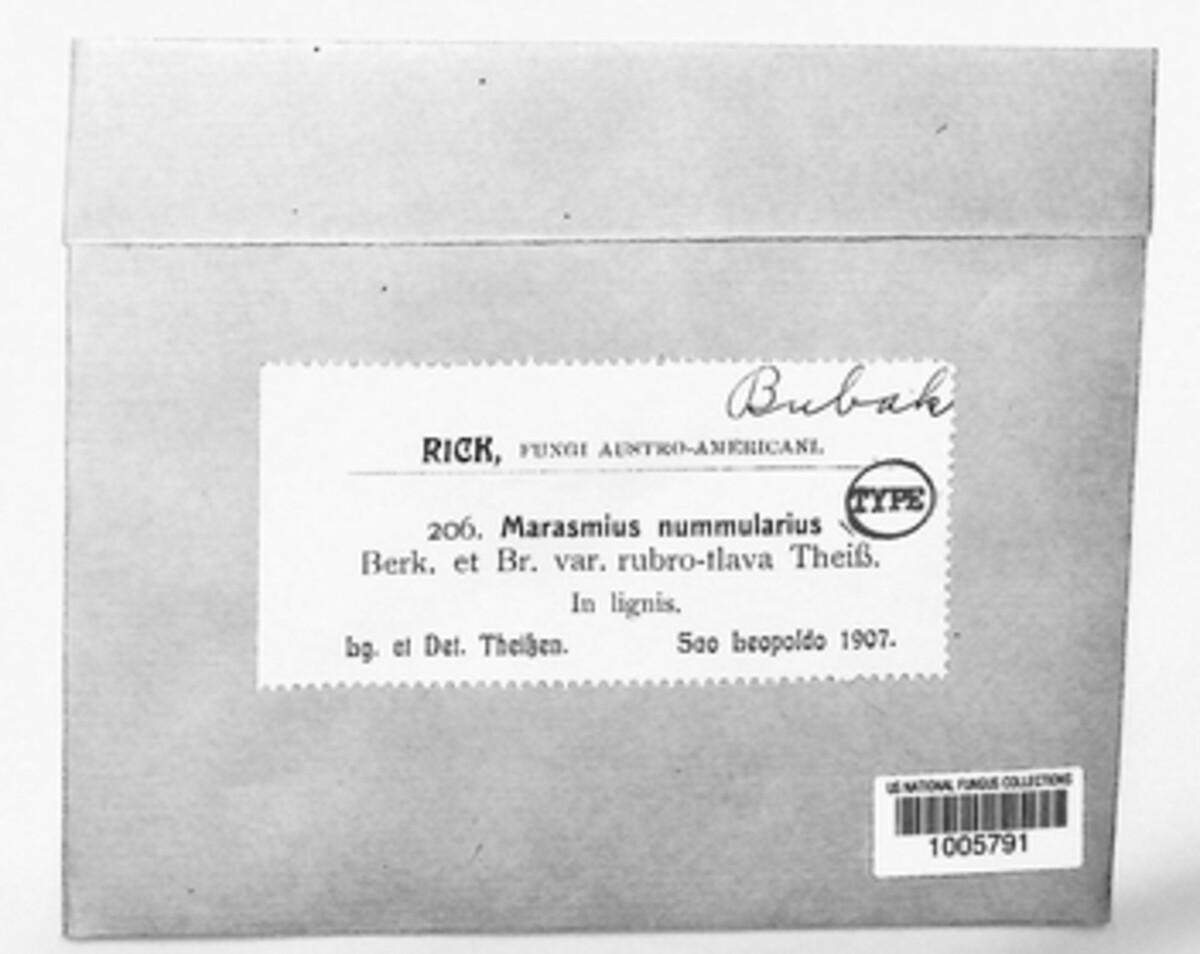 Bubak
RICK, FUNGI AUSTRO-AMERICANI.
TYPE
206. Marasmius nummularius
Berk. et Br. var. rubro-flava Theiß.
In lignis.
Lg. et Det. Theißen. Sao Leopoldo 1907.
US NATIONAL FUNGUS COLLECTIONS
1005791